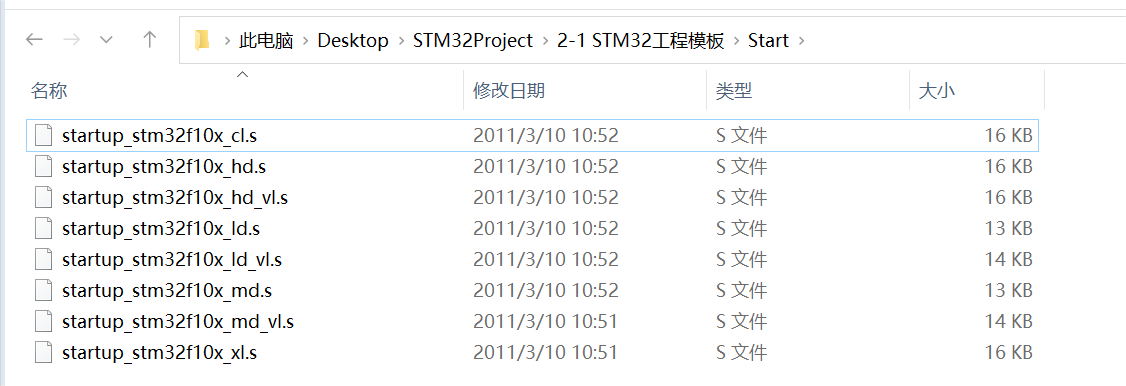 此电脑 > Desktop > STM32Project > 2-1 STM32工程模板 > Start >
名称 修改日期 类型 大小
startup_stm32f10x_cl.s 2011/3/10 10:52 S 文件 16 KB
startup_stm32f10x_hd.s 2011/3/10 10:52 S 文件 16 KB
startup_stm32f10x_hd_vl.s 2011/3/10 10:52 S 文件 16 KB
startup_stm32f10x_ld.s 2011/3/10 10:52 S 文件 13 KB
startup_stm32f10x_ld_vl.s 2011/3/10 10:52 S 文件 14 KB
startup_stm32f10x_md.s 2011/3/10 10:52 S 文件 13 KB
startup_stm32f10x_md_vl.s 2011/3/10 10:51 S 文件 14 KB
startup_stm32f10x_xl.s 2011/3/10 10:51 S 文件 16 KB